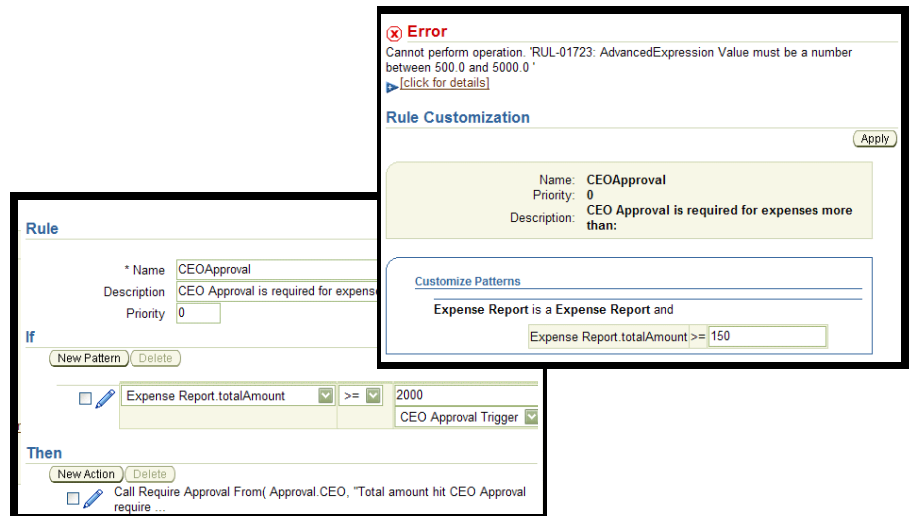 Error
Cannot perform operation. 'RUL-01723: AdvancedExpression Value must be a number
between 500.0 and 5000.0 '
[click for details]
Rule Customization
Apply
Name: CEOApproval
Priority: 0
Description: CEO Approval is required for expenses more
than:
Customize Patterns
Expense Report is a Expense Report and
Expense Report.totalAmount >= 150
Rule
* Name CEOApproval
Description CEO Approval is required for expense
Priority 0
If
New Pattern Delete
Expense Report.totalAmount >= 2000
CEO Approval Trigger
Then
New Action Delete
Call Require Approval From( Approval.CEO, "Total amount hit CEO Approval
require ...